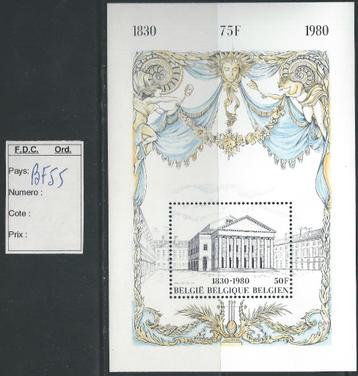 1830 75F 1980
F.D.C. Ord.
Pays: BF55
Numero :
Cote :
Prix :
1830-1980 50F
BELGIË BELGIQUE BELGIEN